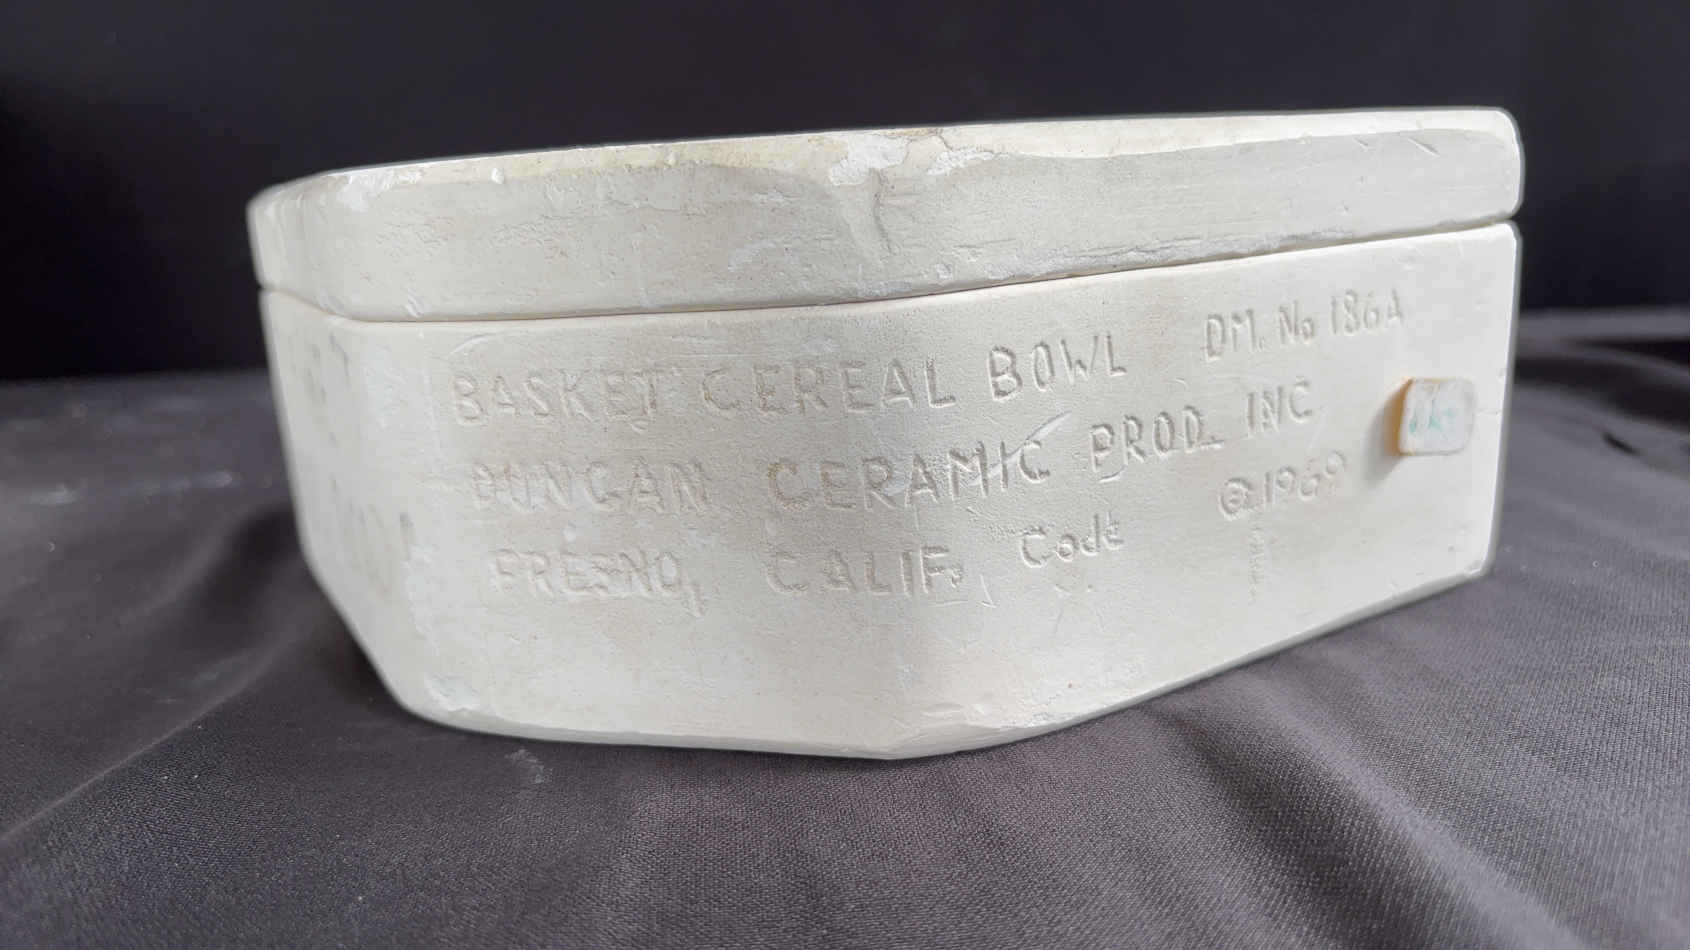 BASKET CEREAL BOWL DM. No 186A
DUNCAN CERAMIC PROD. INC
FRESNO, CALIF. Code © 1969